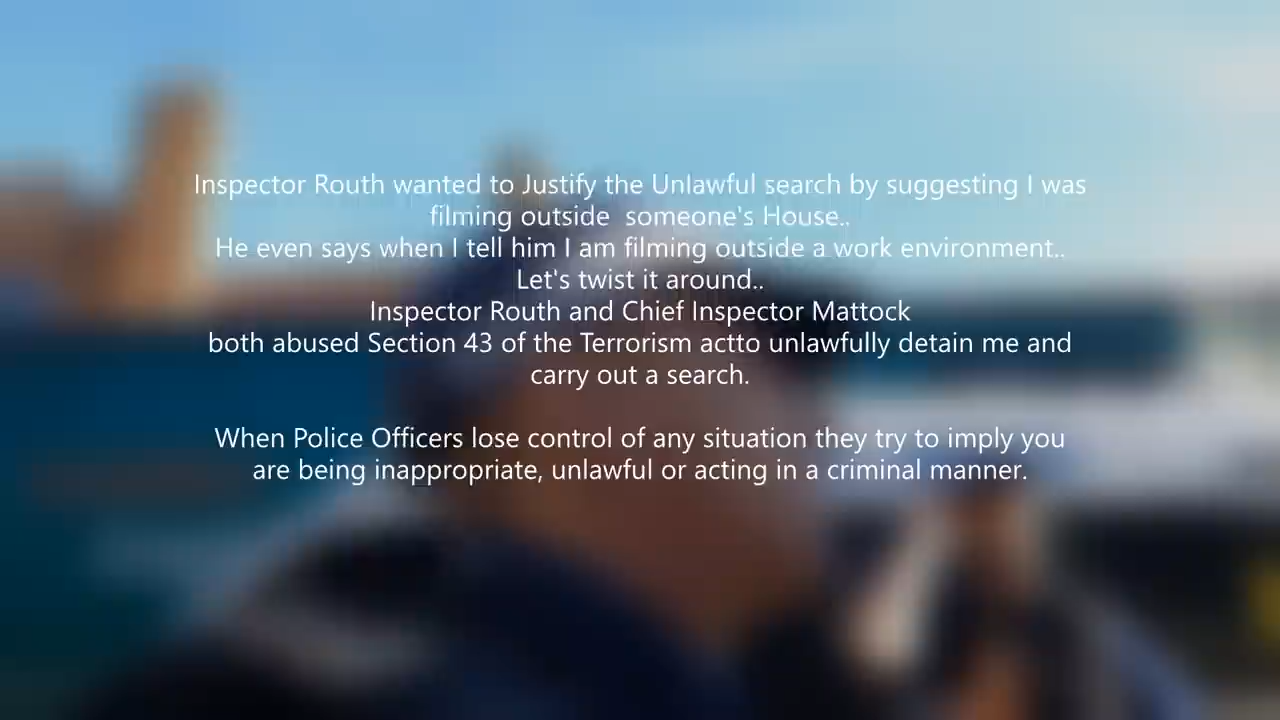 Inspector Routh wanted to Justify the Unlawful search by suggesting I was
filming outside  someone's House..
He even says when I tell him I am filming outside a work environment..
Let's twist it around..
Inspector Routh and Chief Inspector Mattock
both abused Section 43 of the Terrorism actto unlawfully detain me and
carry out a search.
When Police Officers lose control of any situation they try to imply you
are being inappropriate, unlawful or acting in a criminal manner.